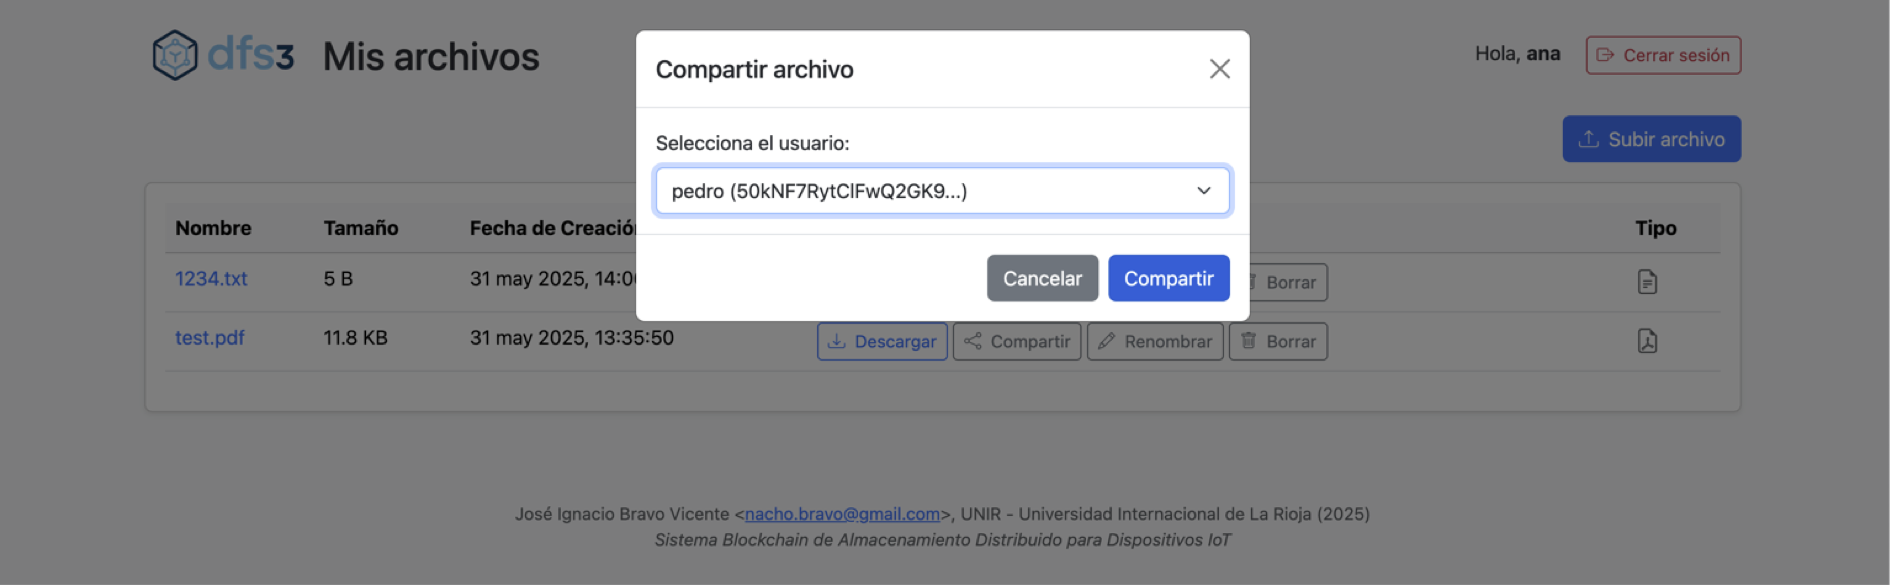 dfs3 Mis archivos
Hola, ana
Cerrar sesión
Compartir archivo
Selecciona el usuario:
pedro (50kNF7RytClFwQ2GK9...)
Cancelar Compartir
Subir archivo
Nombre Tamaño Fecha de Creación Tipo
1234.txt 5 B 31 may 2025, 14:0 Borrar
test.pdf 11.8 KB 31 may 2025, 13:35:50 Descargar Compartir Renombrar Borrar
José Ignacio Bravo Vicente <nacho.bravo@gmail.com>, UNIR - Universidad Internacional de La Rioja (2025)
Sistema Blockchain de Almacenamiento Distribuido para Dispositivos IoT